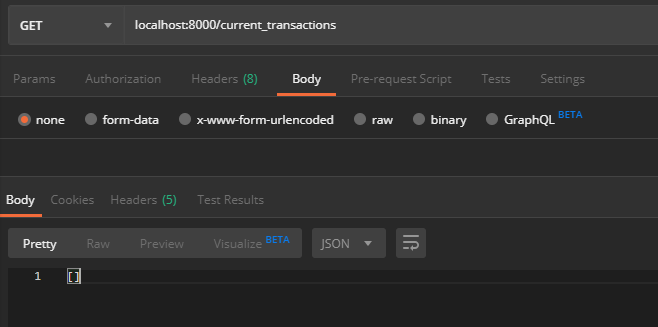 GET localhost:8000/current_transactions
Params Authorization Headers (8) Body Pre-request Script Tests Settings
none form-data x-www-form-urlencoded raw binary GraphQL BETA
Body Cookies Headers (5) Test Results
Pretty Raw Preview Visualize BETA JSON
1 []